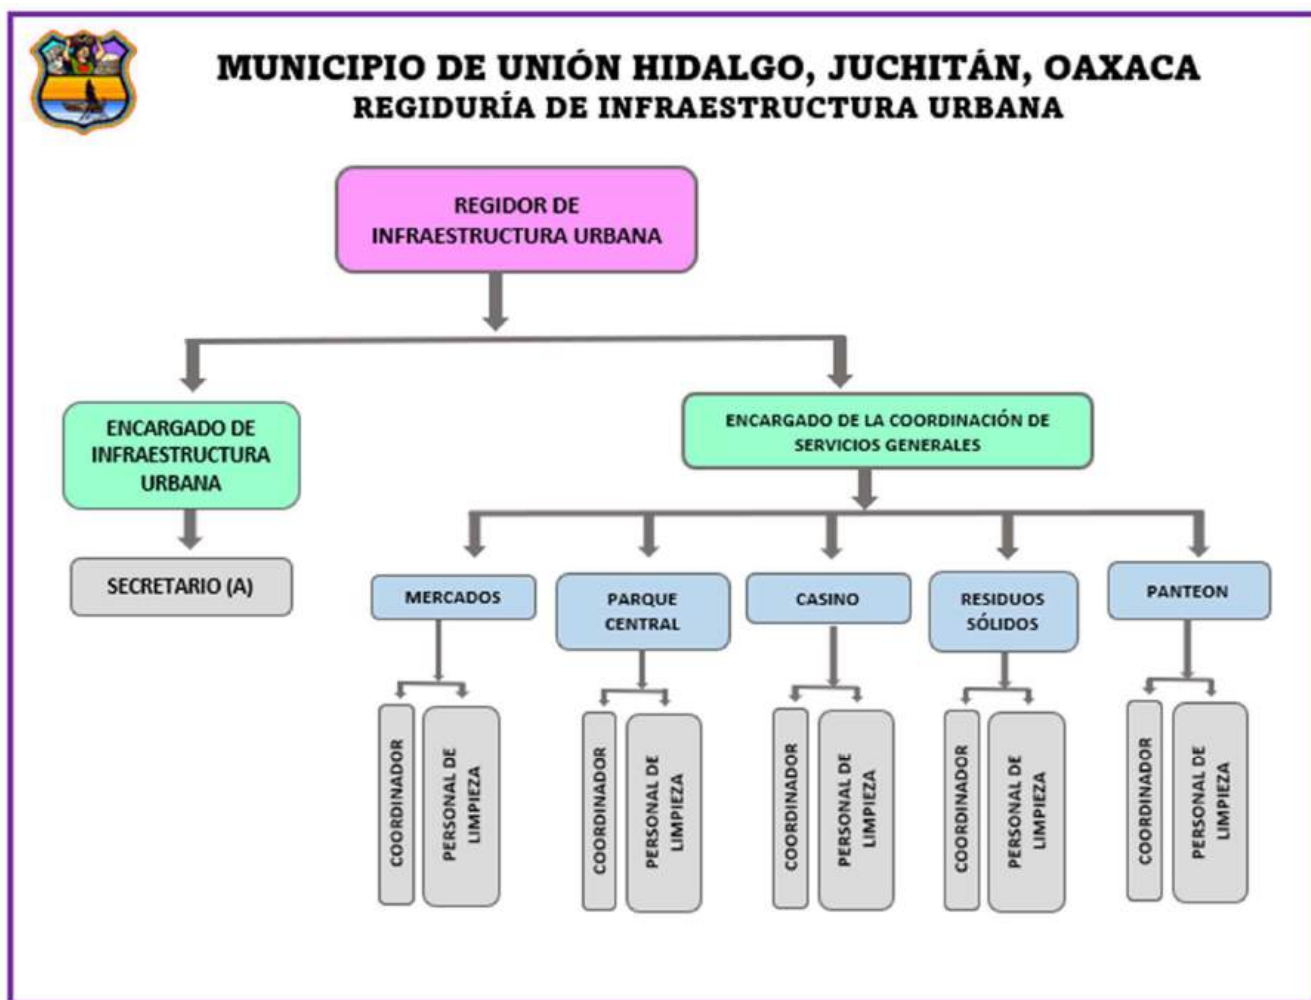 MUNICIPIO DE UNIÓN HIDALGO, JUCHITÁN, OAXACA
REGIDURÍA DE INFRAESTRUCTURA URBANA
REGIDOR DE
INFRAESTRUCTURA URBANA
ENCARGADO DE
INFRAESTRUCTURA
URBANA
ENCARGADO DE LA COORDINACIÓN DE
SERVICIOS GENERALES
SECRETARIO (A)
MERCADOS
PARQUE
CENTRAL
CASINO
RESIDUOS
SÓLIDOS
PANTEON
COORDINADOR
PERSONAL DE
LIMPIEZA
COORDINADOR
PERSONAL DE
LIMPIEZA
COORDINADOR
PERSONAL DE
LIMPIEZA
COORDINADOR
PERSONAL DE
LIMPIEZA
COORDINADOR
PERSONAL DE
LIMPIEZA